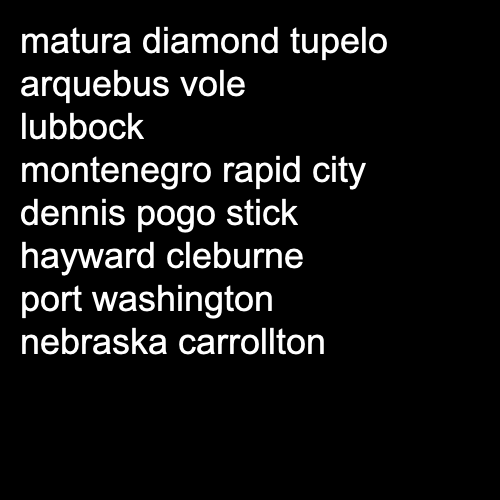 matura diamond tupelo
arquebus vole
lubbock
montenegro rapid city
dennis pogo stick
hayward cleburne
port washington
nebraska carrollton